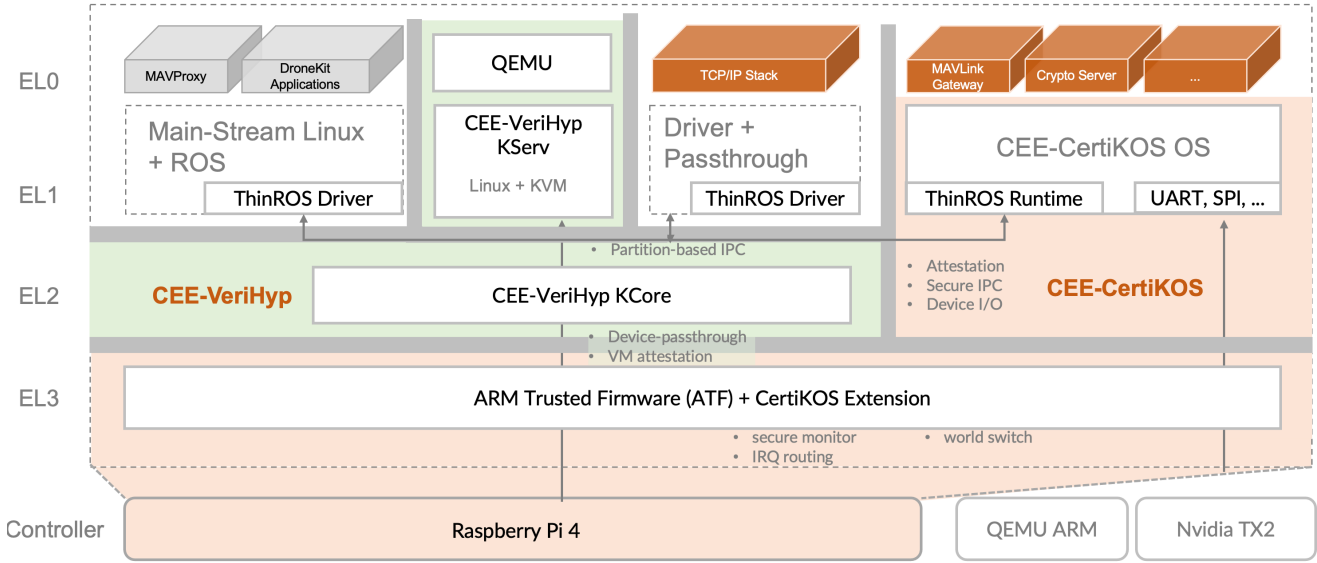 EL0
MAVProxy
DroneKit
Applications
QEMU
TCP/IP Stack
MAVLink
Gateway
Crypto Server
...
Main-Stream Linux
+ ROS
CEE-VeriHyp
KServ
Linux + KVM
Driver +
Passthrough
CEE-CertiKOS OS
EL1
ThinROS Driver
ThinROS Driver
ThinROS Runtime
UART, SPI, ...
• Partition-based IPC
EL2
CEE-VeriHyp
CEE-VeriHyp KCore
• Attestation
• Secure IPC
• Device I/O
CEE-CertiKOS
• Device-passthrough
• VM attestation
EL3
ARM Trusted Firmware (ATF) + CertiKOS Extension
• secure monitor
• IRQ routing
• world switch
Controller
Raspberry Pi 4
QEMU ARM
Nvidia TX2